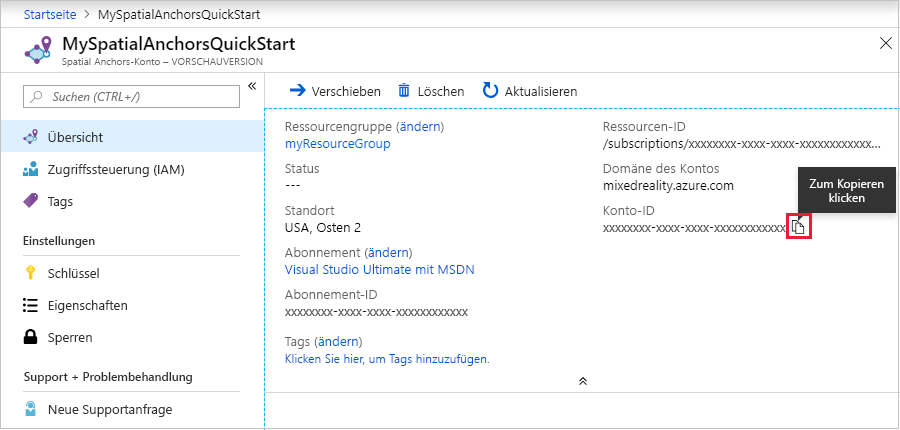 Startseite > MySpatialAnchorsQuickStart
MySpatialAnchorsQuickStart
Spatial Anchors-Konto – VORSCHAUVERSION
Suchen (CTRL+/)
«
Übersicht
Zugriffssteuerung (IAM)
Tags
Einstellungen
Schlüssel
Eigenschaften
Sperren
Support + Problembehandlung
Neue Supportanfrage
Verschieben Löschen Aktualisieren
Ressourcengruppe (ändern)
myResourceGroup
Status
---
Standort
USA, Osten 2
Abonnement (ändern)
Visual Studio Ultimate mit MSDN
Abonnement-ID
xxxxxxxx-xxxx-xxxx-xxxxxxxxxxxx
Tags (ändern)
Klicken Sie hier, um Tags hinzuzufügen.
Ressourcen-ID
/subscriptions/xxxxxxxx-xxxx-xxxx-xxxxxxxxxxxx...
Domäne des Kontos
mixedreality.azure.com
Konto-ID
xxxxxxxx-xxxx-xxxx-xxxxxxxxxxxx
Zum Kopieren
klicken